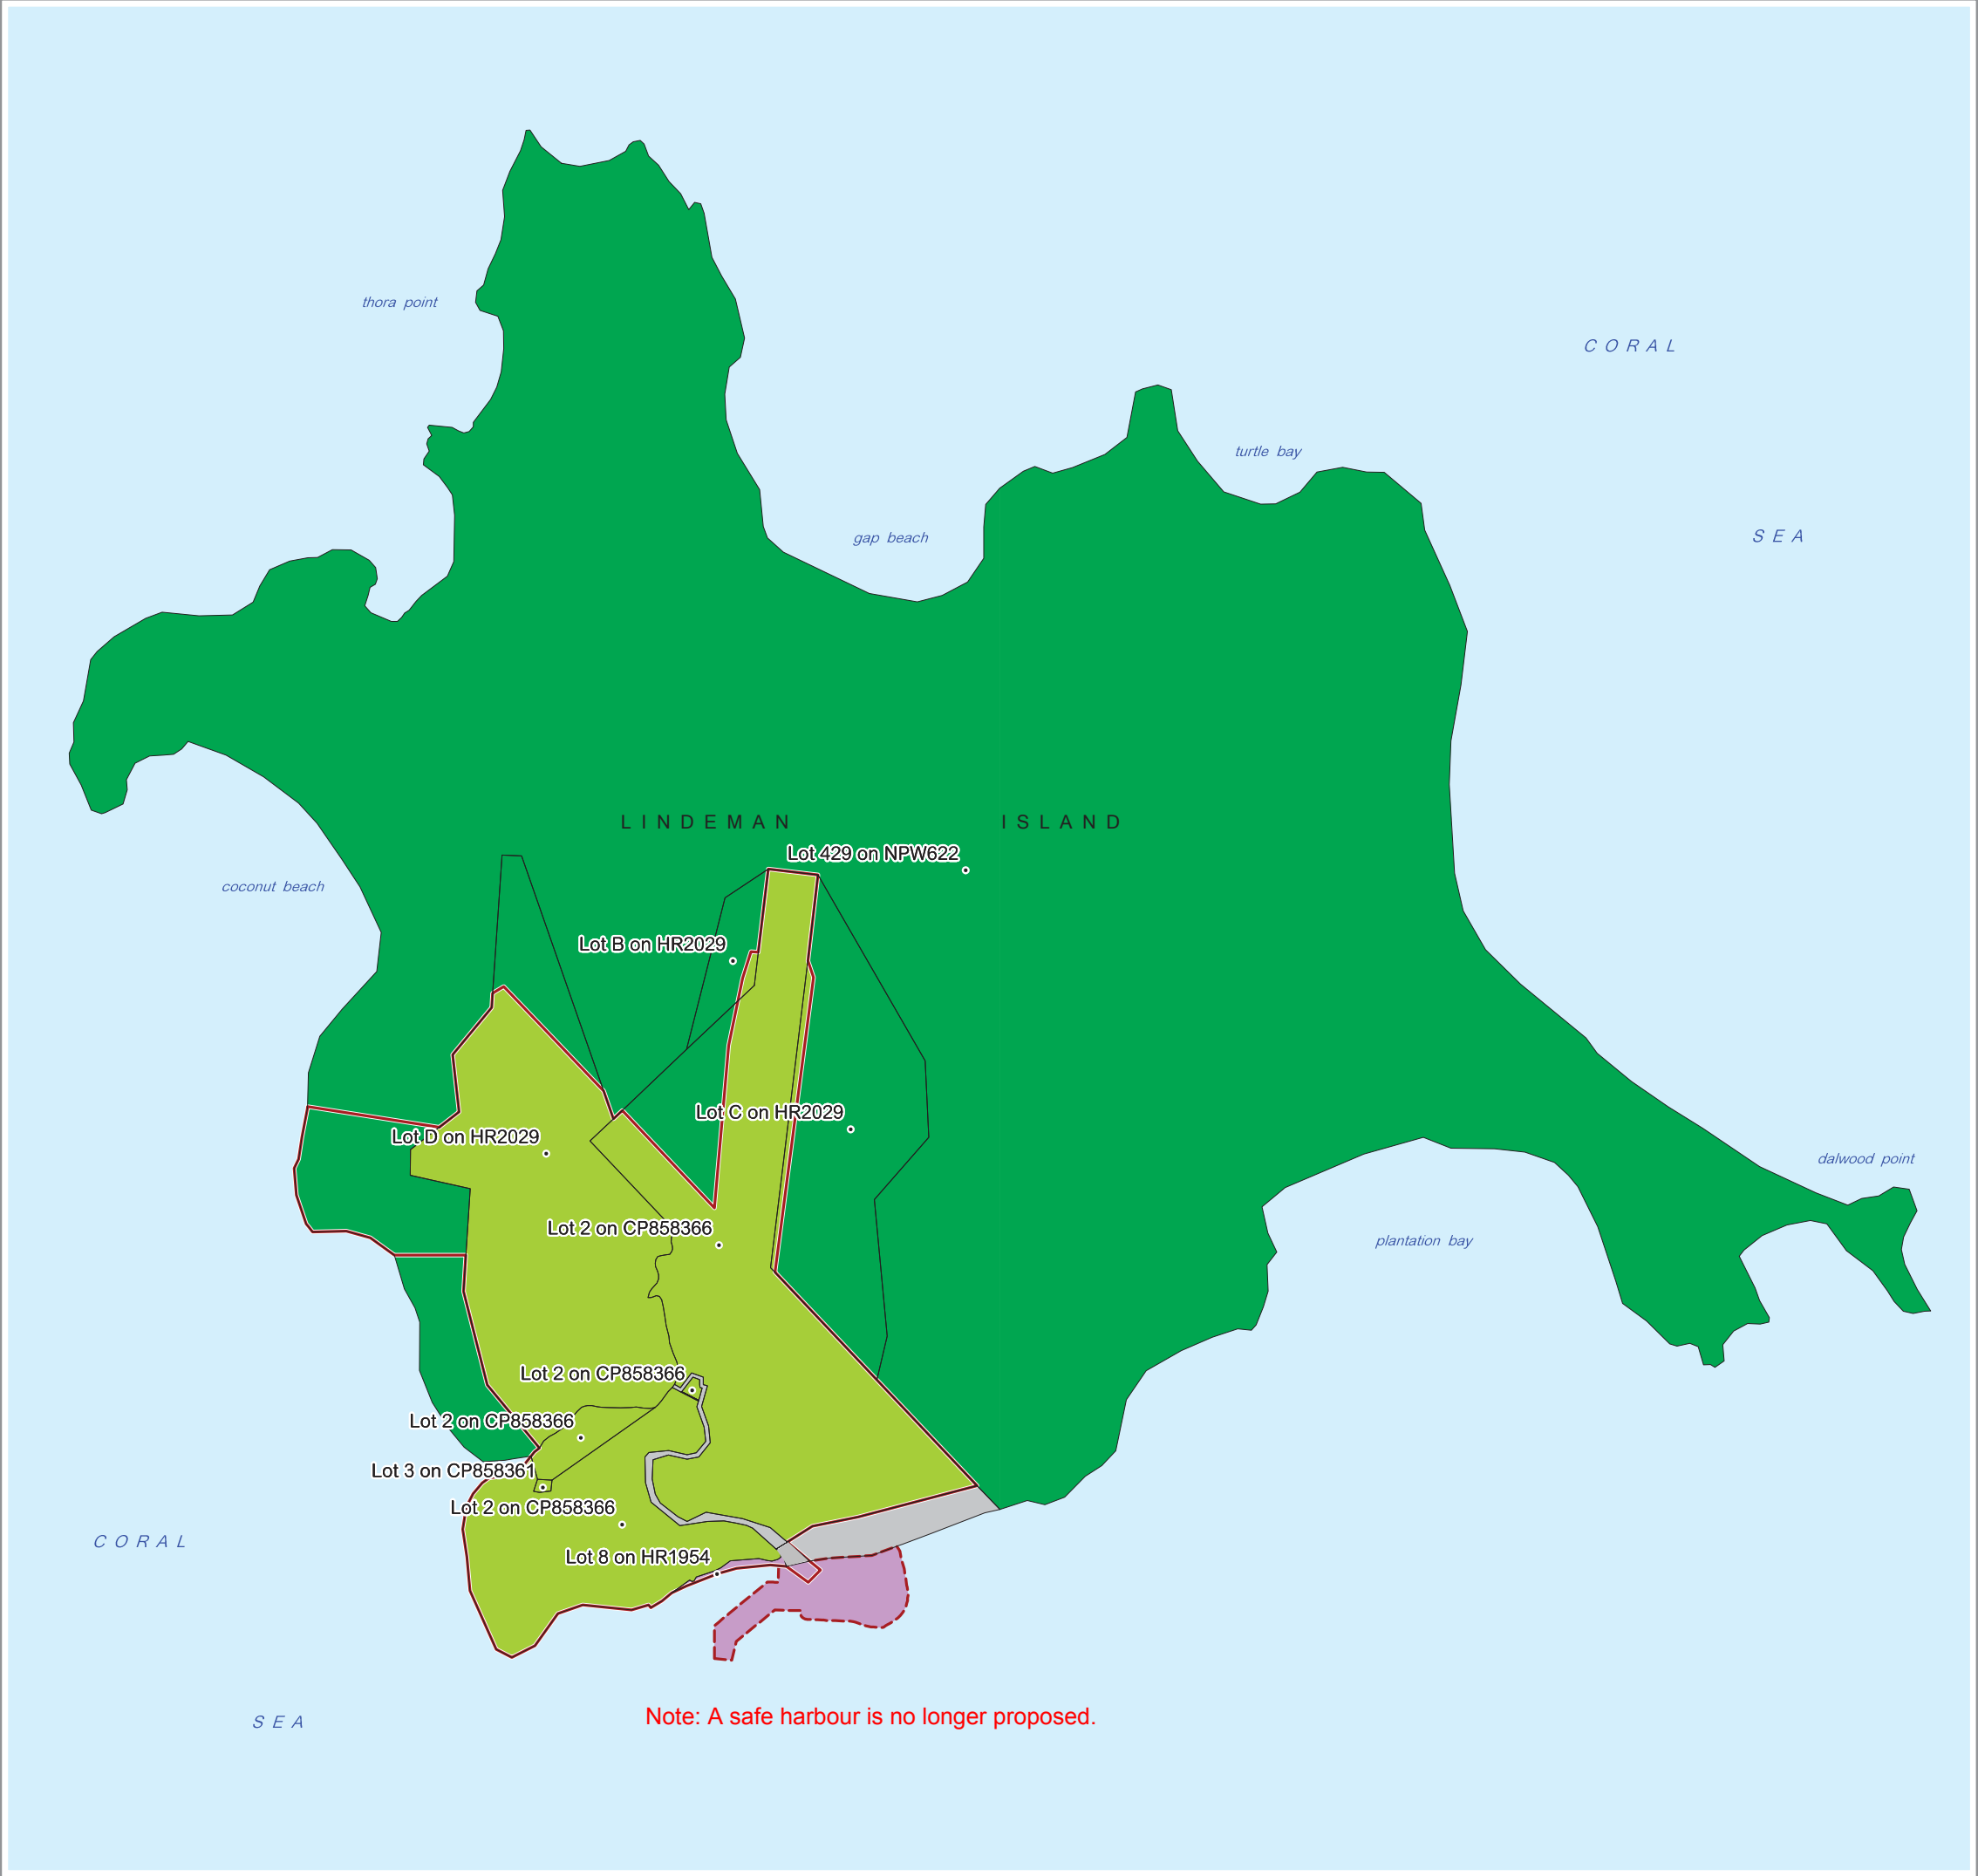 thora point
CORAL
turtle bay
gap beach
SEA
LINDEMAN ISLAND
Lot 429 on NPW622
coconut beach
Lot B on HR2029
Lot C on HR2029
Lot D on HR2029
dalwood point
Lot 2 on CP858366
plantation bay
Lot 2 on CP858366
Lot 2 on CP858366
Lot 3 on CP858361
Lot 2 on CP858366
CORAL
Lot 8 on HR1954
SEA
Note: A safe harbour is no longer proposed.